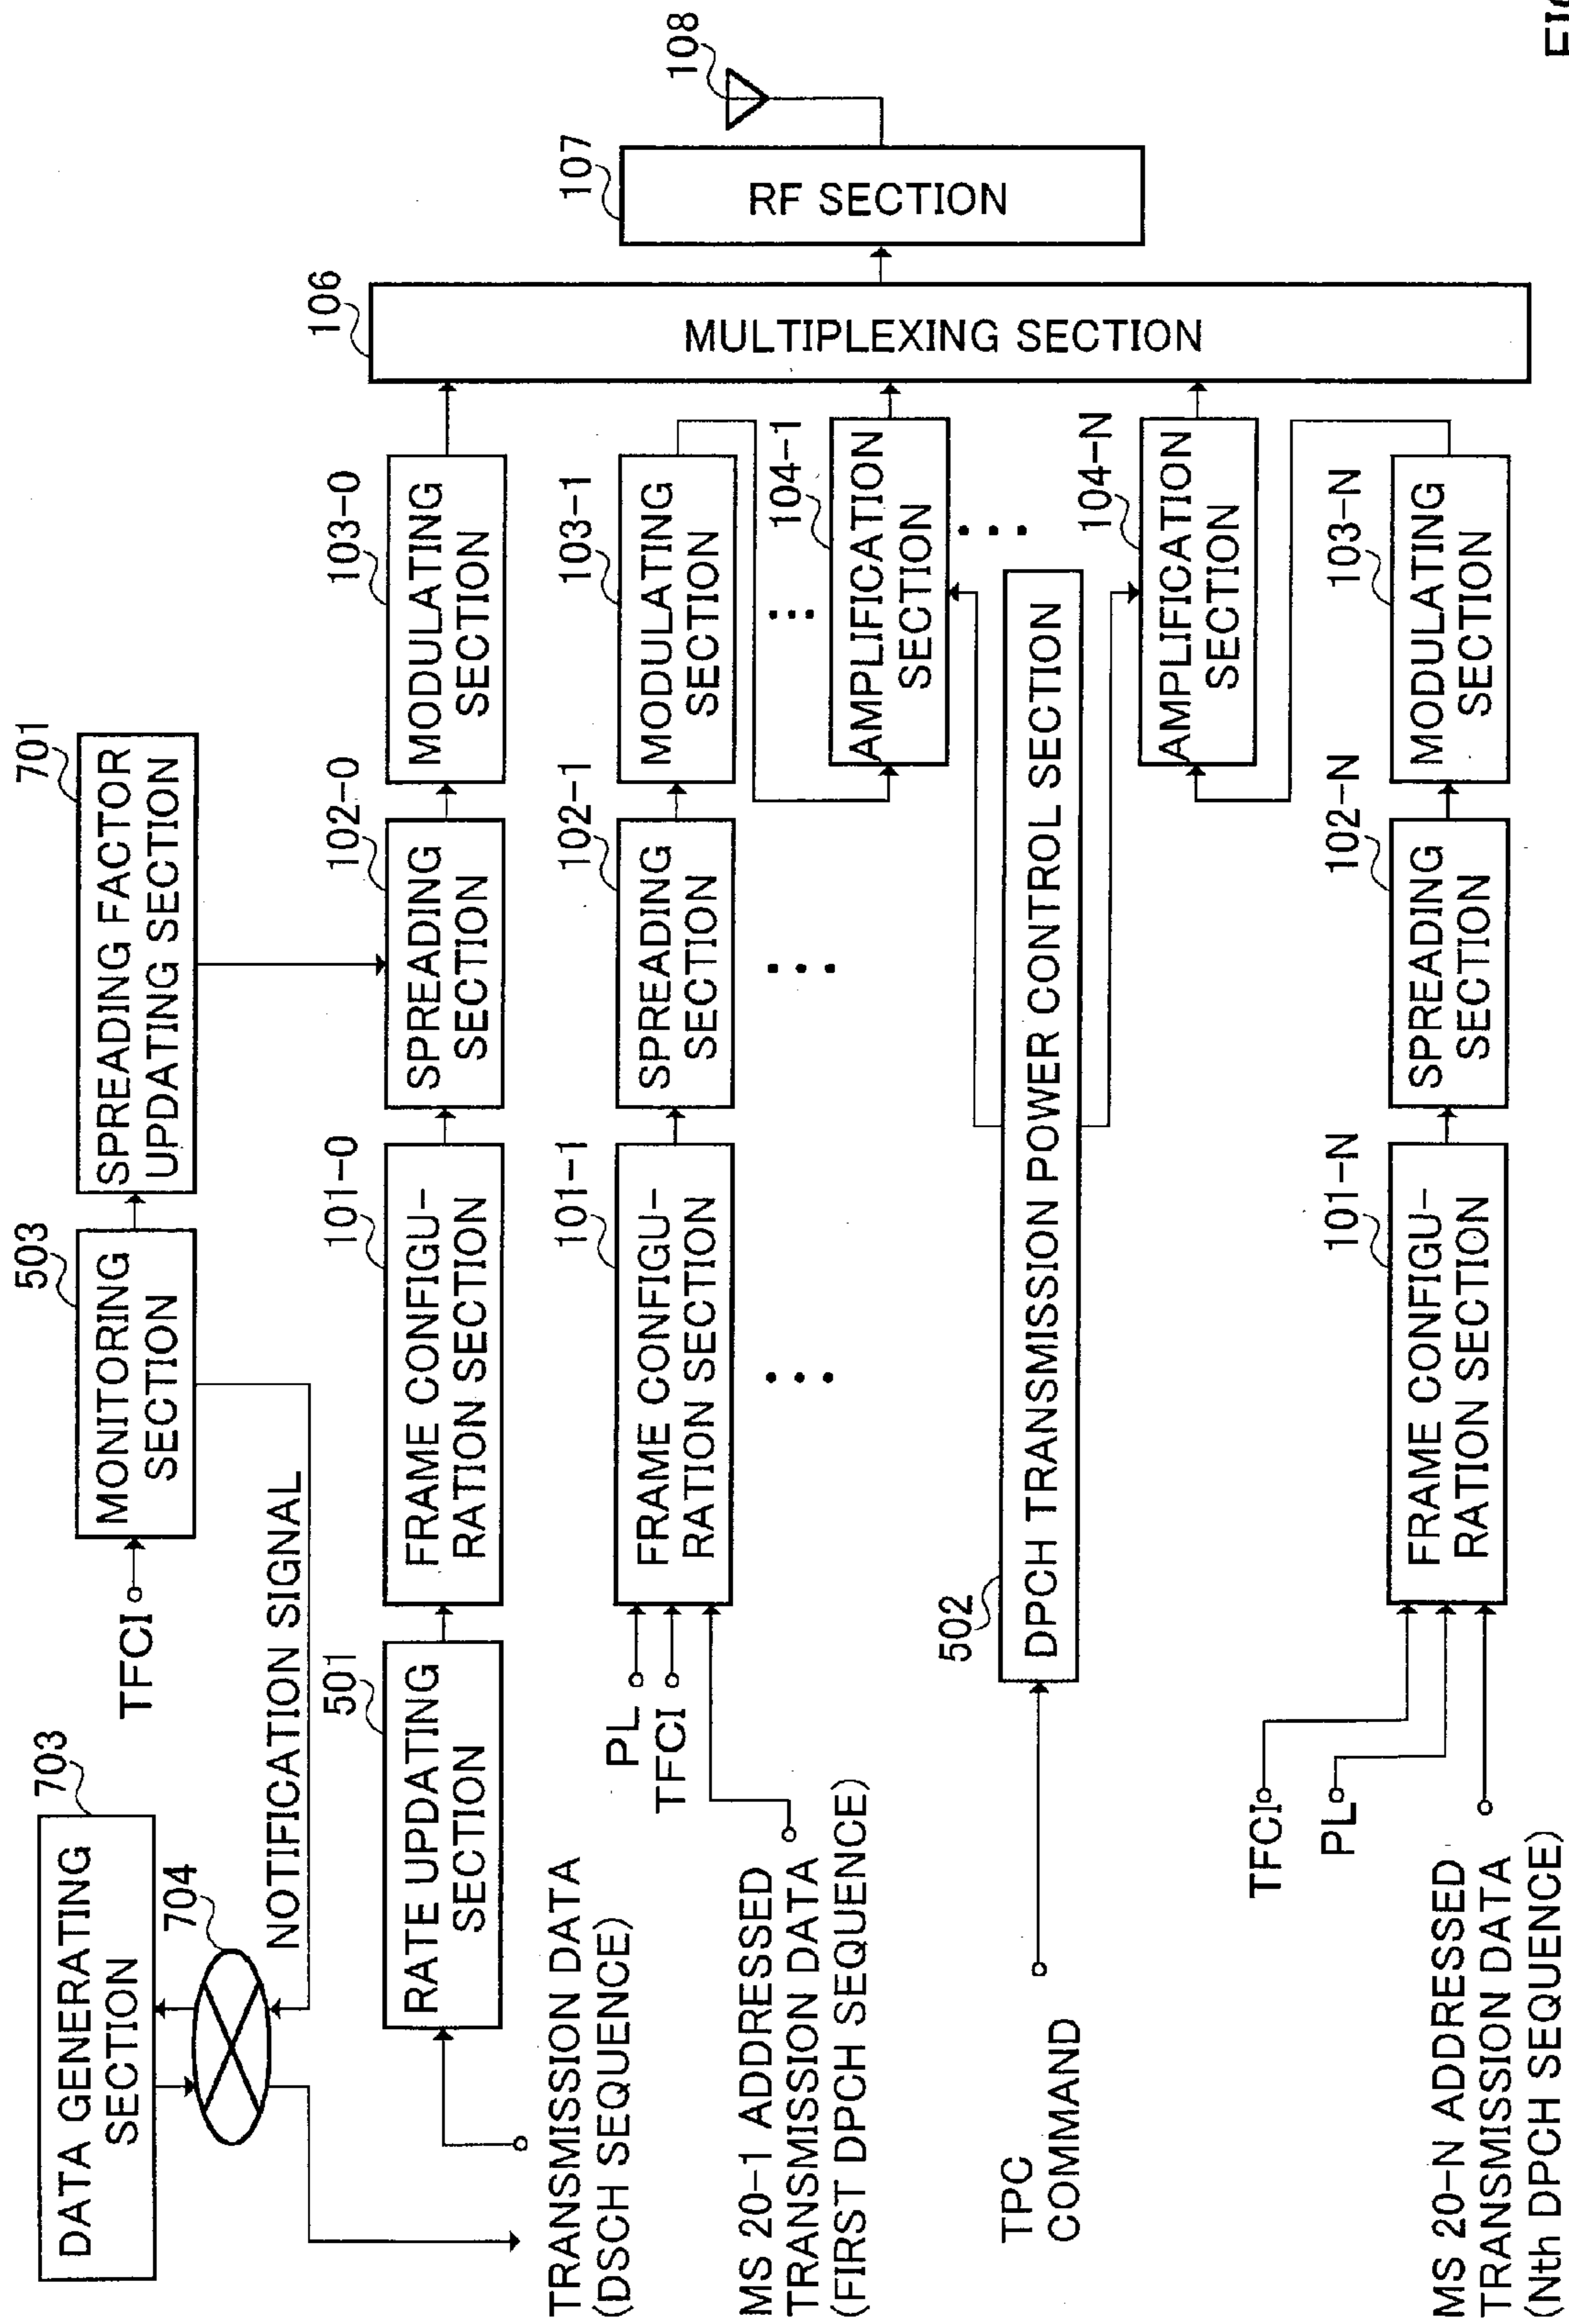 703
DATA GENERATING
SECTION
704
NOTIFICATION SIGNAL
TFCI
503
MONITORING
SECTION
701
SPREADING FACTOR
UPDATING SECTION
TRANSMISSION DATA
(DSCH SEQUENCE)
501
RATE UPDATING
SECTION
101-0
FRAME CONFIGU-
RATION SECTION
102-0
SPREADING
SECTION
103-0
MODULATING
SECTION
MS 20-1 ADDRESSED
TRANSMISSION DATA
(FIRST DPCH SEQUENCE)
PL
TFCI
101-1
FRAME CONFIGU-
RATION SECTION
102-1
SPREADING
SECTION
103-1
MODULATING
SECTION
104-1
AMPLIFICATION
SECTION
106
MULTIPLEXING SECTION
107
RF SECTION
108
TPC
COMMAND
502
DPCH TRANSMISSION POWER CONTROL SECTION
104-N
AMPLIFICATION
SECTION
TFCI
PL
MS 20-N ADDRESSED
TRANSMISSION DATA
(Nth DPCH SEQUENCE)
101-N
FRAME CONFIGU-
RATION SECTION
102-N
SPREADING
SECTION
103-N
MODULATING
SECTION